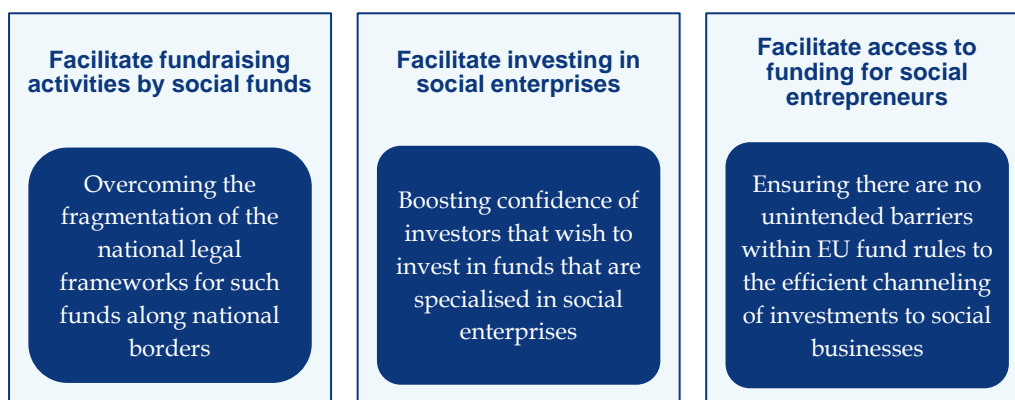 Facilitate fundraising
activities by social funds
Overcoming the
fragmentation of the
national legal
frameworks for such
funds along national
borders
Facilitate investing in
social enterprises
Boosting confidence of
investors that wish to
invest in funds that are
specialised in social
enterprises
Facilitate access to
funding for social
entrepreneurs
Ensuring there are no
unintended barriers
within EU fund rules to
the efficient channeling
of investments to social
businesses